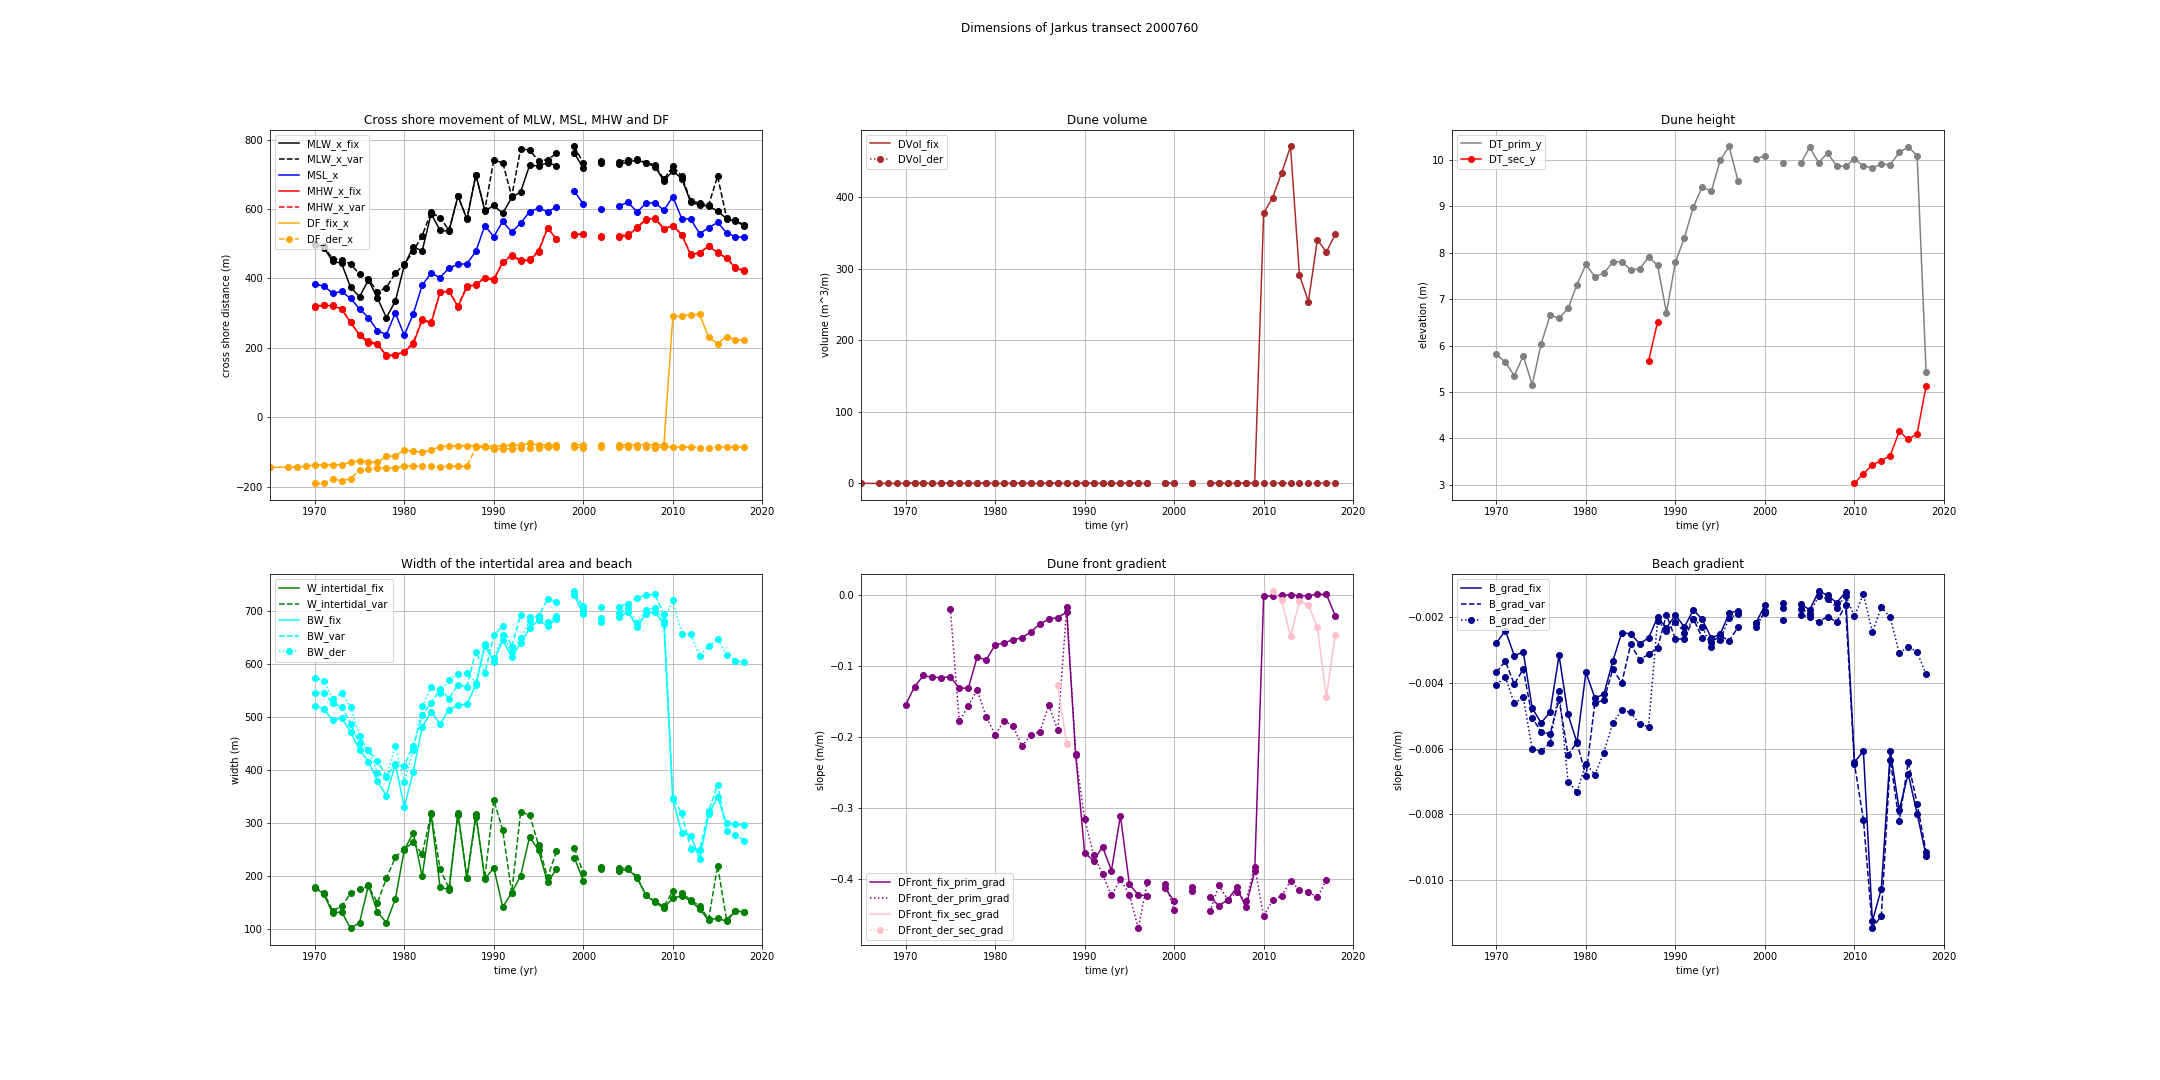 Dimensions of Jarkus transect 2000760
Cross shore movement of MLW, MSL, MHW and DF
MLW_x_fix
MLW_x_var
MSL_x
MHW_x_fix
MHW_x_var
DF_fix_x
DF_der_x
cross shore distance (m)
800
600
400
200
0
−200
1970 1980 1990 2000 2010 2020
time (yr)
Dune volume
DVol_fix
DVol_der
volume (m^3/m)
400
300
200
100
0
1970 1980 1990 2000 2010 2020
time (yr)
Dune height
DT_prim_y
DT_sec_y
elevation (m)
10
9
8
7
6
5
4
3
1970 1980 1990 2000 2010 2020
time (yr)
Width of the intertidal area and beach
W_intertidal_fix
W_intertidal_var
BW_fix
BW_var
BW_der
width (m)
700
600
500
400
300
200
100
1970 1980 1990 2000 2010 2020
time (yr)
Dune front gradient
slope (m/m)
0.0
−0.1
−0.2
−0.3
−0.4
DFront_fix_prim_grad
DFront_der_prim_grad
DFront_fix_sec_grad
DFront_der_sec_grad
1970 1980 1990 2000 2010 2020
time (yr)
Beach gradient
B_grad_fix
B_grad_var
B_grad_der
slope (m/m)
−0.002
−0.004
−0.006
−0.008
−0.010
1970 1980 1990 2000 2010 2020
time (yr)